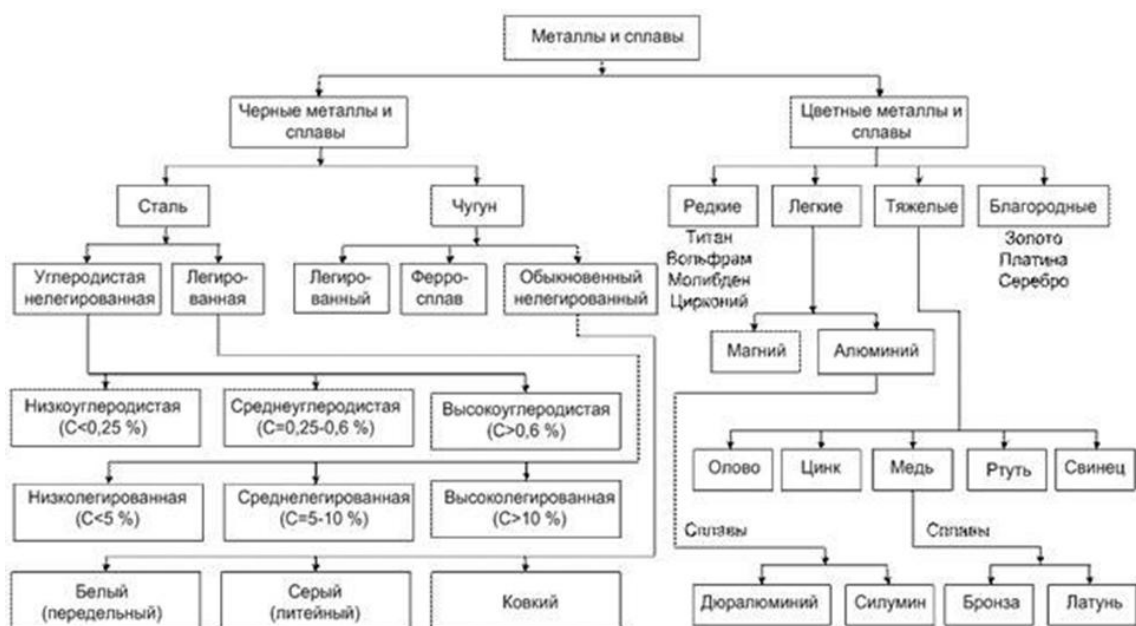 Металлы и сплавы
Черные металлы и
сплавы
Цветные металлы и
сплавы
Сталь
Чугун
Редкие
Легкие
Тяжелые
Благородные
Титан
Вольфрам
Молибден
Цирконий
Золото
Платина
Серебро
Углеродистая
нелегированная
Легиро-
ванная
Легиро-
ванный
Ферро-
сплав
Обыкновенный
нелегированный
Магний
Алюминий
Низкоуглеродистая
(C<0,25 %)
Среднеуглеродистая
(C=0,25-0,6 %)
Высокоуглеродистая
(C>0,6 %)
Олово
Цинк
Медь
Ртуть
Свинец
Низколегированная
(C<5 %)
Среднелегированная
(C=5-10 %)
Высоколегированная
(C>10 %)
Сплавы
Сплавы
Белый
(передельный)
Серый
(литейный)
Ковкий
Дюралюминий
Силумин
Бронза
Латунь